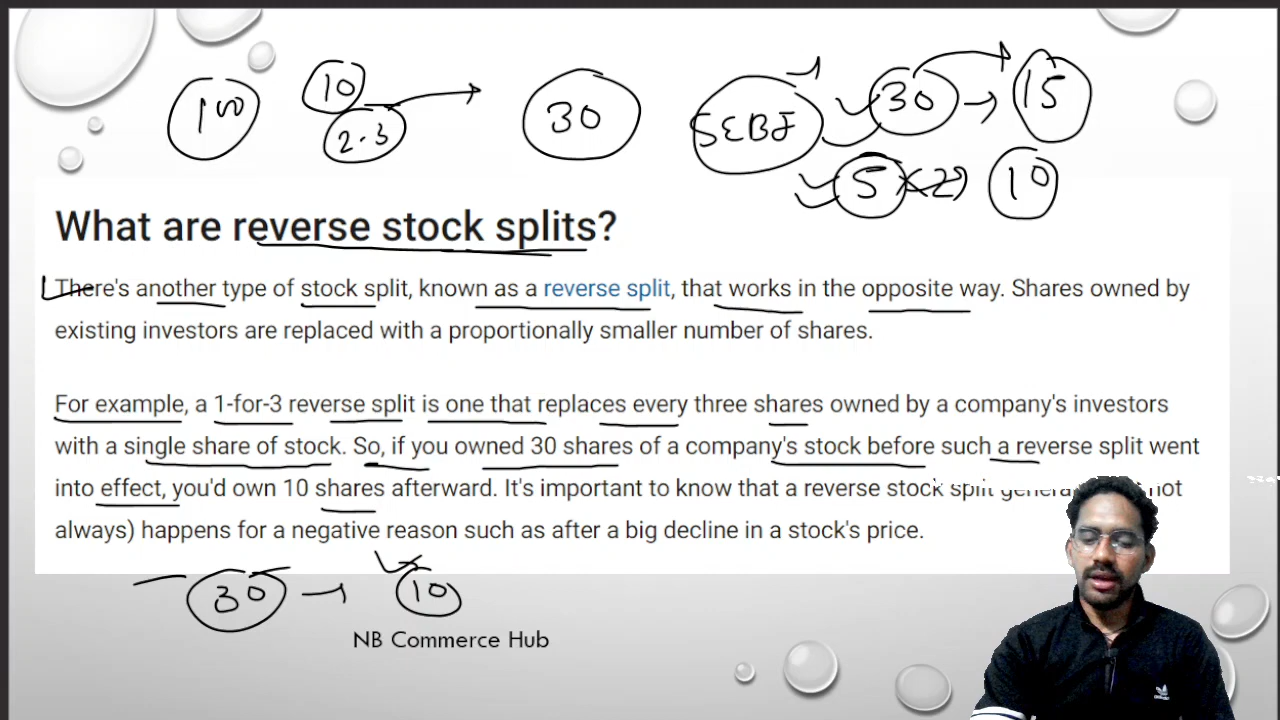 100 10 2-3 30 SEBI 30 15
5 (2) 10
What are reverse stock splits?
There's another type of stock split, known as a reverse split, that works in the opposite way. Shares owned by
existing investors are replaced with a proportionally smaller number of shares.
For example, a 1-for-3 reverse split is one that replaces every three shares owned by a company's investors
with a single share of stock. So, if you owned 30 shares of a company's stock before such a reverse split went
into effect, you'd own 10 shares afterward. It's important to know that a reverse stock split not
always) happens for a negative reason such as after a big decline in a stock's price.
30 10
NB Commerce Hub